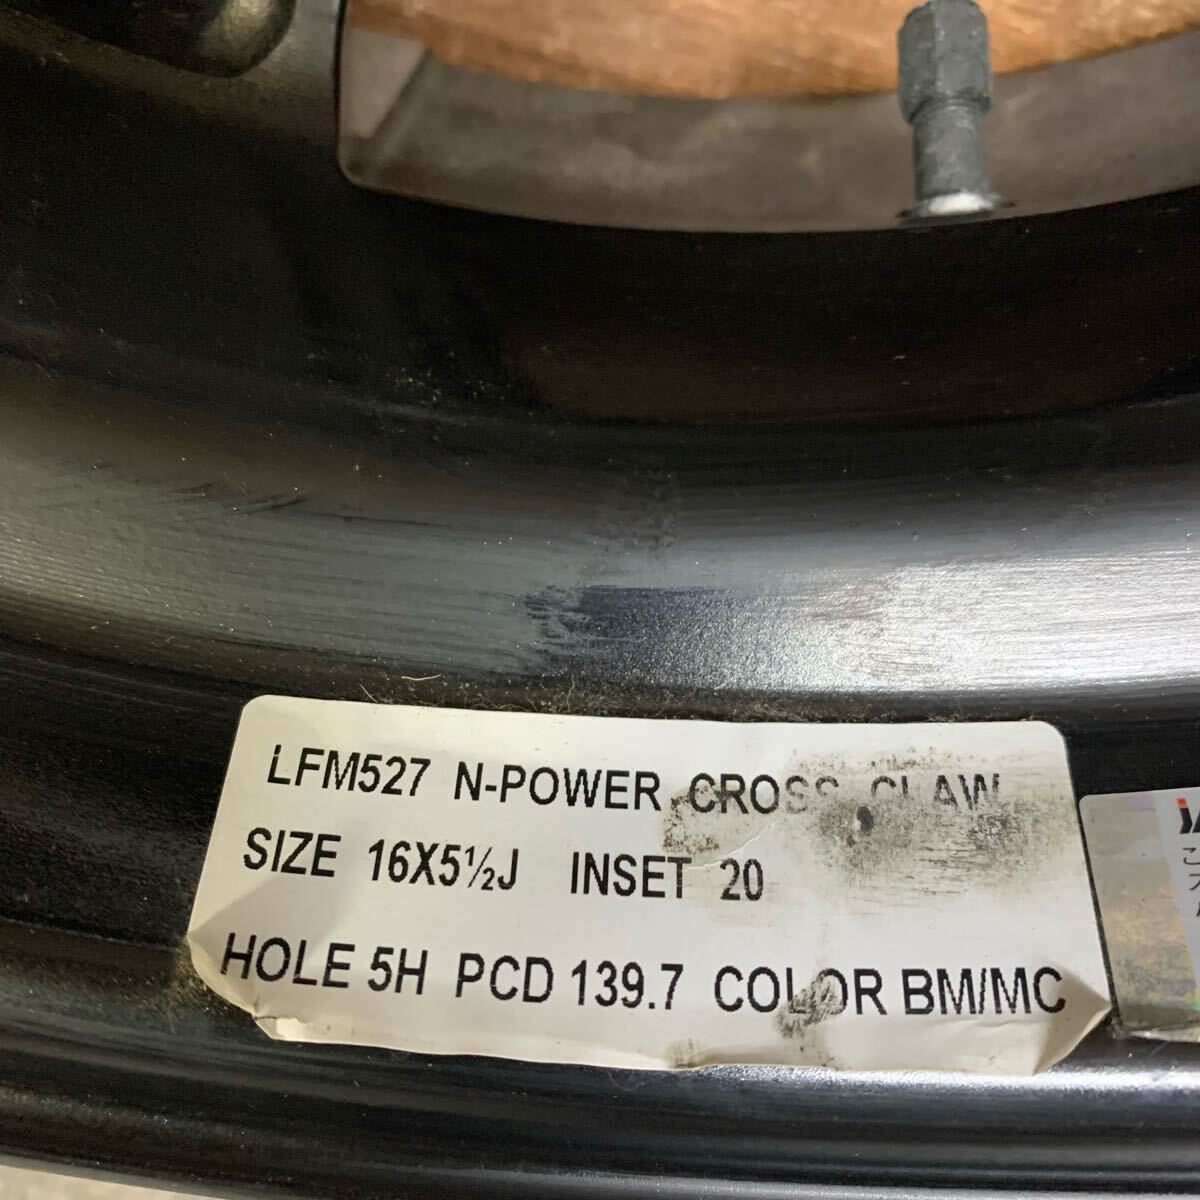 LFM527 N-POWER CROSS CLAW
SIZE 16X5½J INSET 20
HOLE 5H PCD 139.7 COLOR BM/MC